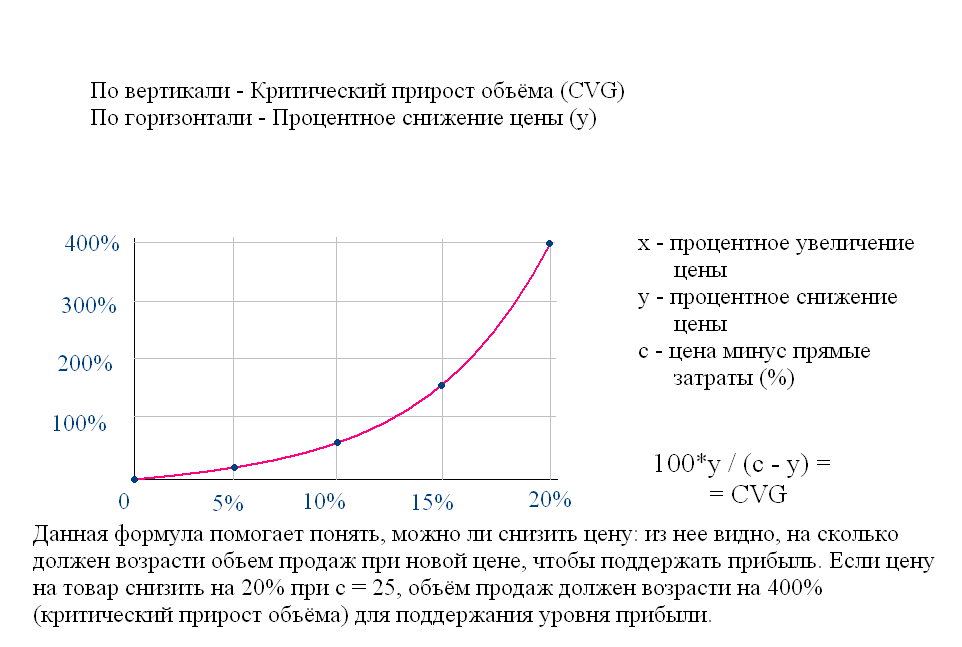 По вертикали - Критический прирост объёма (CVG)
По горизонтали - Процентное снижение цены (y)
400%
300%
200%
100%
0
5%
10%
15%
20%
x - процентное увеличение
цены
y - процентное снижение
цены
c - цена минус прямые
затраты (%)
100*y / (c - y) =
= CVG
Данная формула помогает понять, можно ли снизить цену: из нее видно, на сколько
должен возрасти объем продаж при новой цене, чтобы поддержать прибыль. Если цену
на товар снизить на 20% при с = 25, объём продаж должен возрасти на 400%
(критический прирост объёма) для поддержания уровня прибыли.